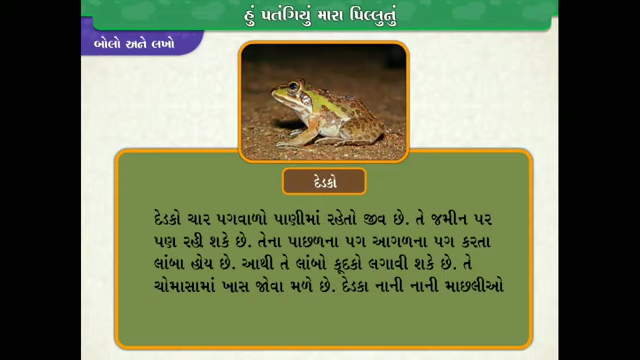 હું પતંગિયું મારા પિલ્લુનું
બોલો અને લખો
દેડકો
દેડકો ચાર પગવાળો પાણીમાં રહેતો જીવ છે. તે જમીન પર
પણ રહી શકે છે. તેના પાછળના પગ આગળના પગ કરતા
લાંબા હોય છે. આથી તે લાંબો કૂદકો લગાવી શકે છે. તે
ચોમાસામાં ખાસ જોવા મળે છે. દેડકા નાની નાની માછલીઓ